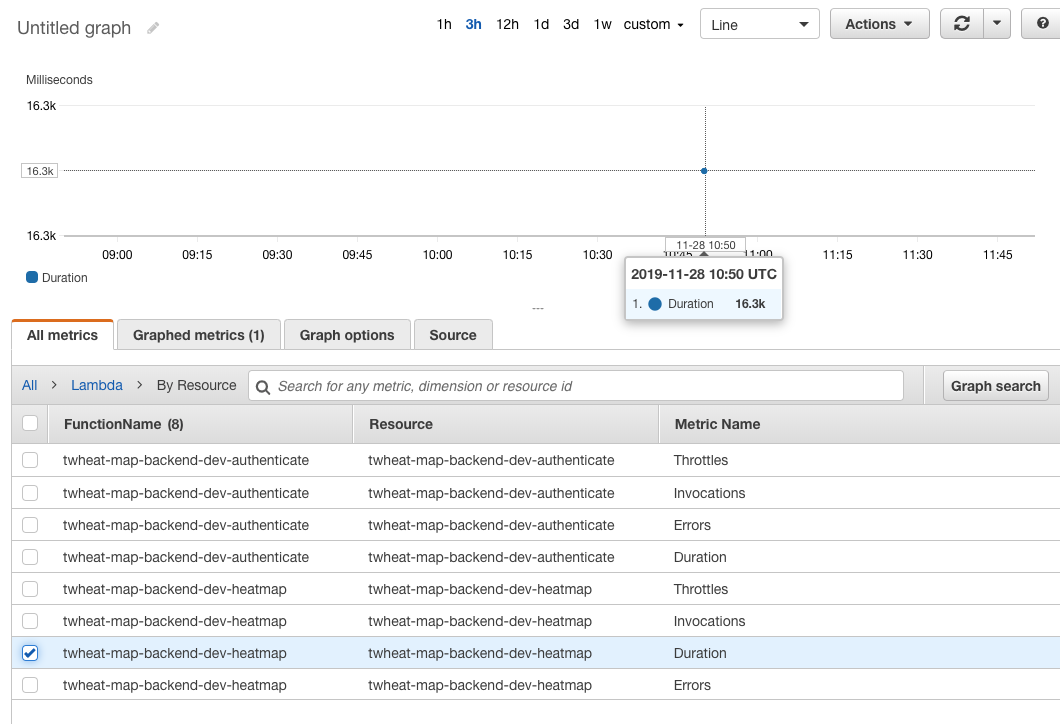 Untitled graph 1h 3h 12h 1d 3d 1w custom Line Actions
Milliseconds
16.3k
16.3k
16.3k
09:00 09:15 09:30 09:45 10:00 10:15 10:30 10:45 11:00 11:15 11:30 11:45
11-28 10:50
Duration
2019-11-28 10:50 UTC
1. Duration 16.3k
---
All metrics Graphed metrics (1) Graph options Source
All > Lambda > By Resource Search for any metric, dimension or resource id Graph search
FunctionName (8) Resource Metric Name
twheat-map-backend-dev-authenticate twheat-map-backend-dev-authenticate Throttles
twheat-map-backend-dev-authenticate twheat-map-backend-dev-authenticate Invocations
twheat-map-backend-dev-authenticate twheat-map-backend-dev-authenticate Errors
twheat-map-backend-dev-authenticate twheat-map-backend-dev-authenticate Duration
twheat-map-backend-dev-heatmap twheat-map-backend-dev-heatmap Throttles
twheat-map-backend-dev-heatmap twheat-map-backend-dev-heatmap Invocations
twheat-map-backend-dev-heatmap twheat-map-backend-dev-heatmap Duration
twheat-map-backend-dev-heatmap twheat-map-backend-dev-heatmap Errors